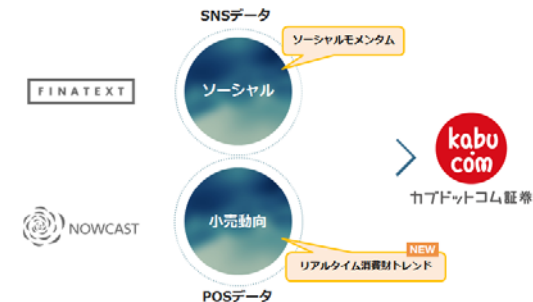 SNSデータ
ソーシャルモメンタム
FINATEXT
ソーシャル
kabu
com
カブドットコム証券
NOWCAST
小売動向
NEW
リアルタイム消費財トレンド
POSデータ